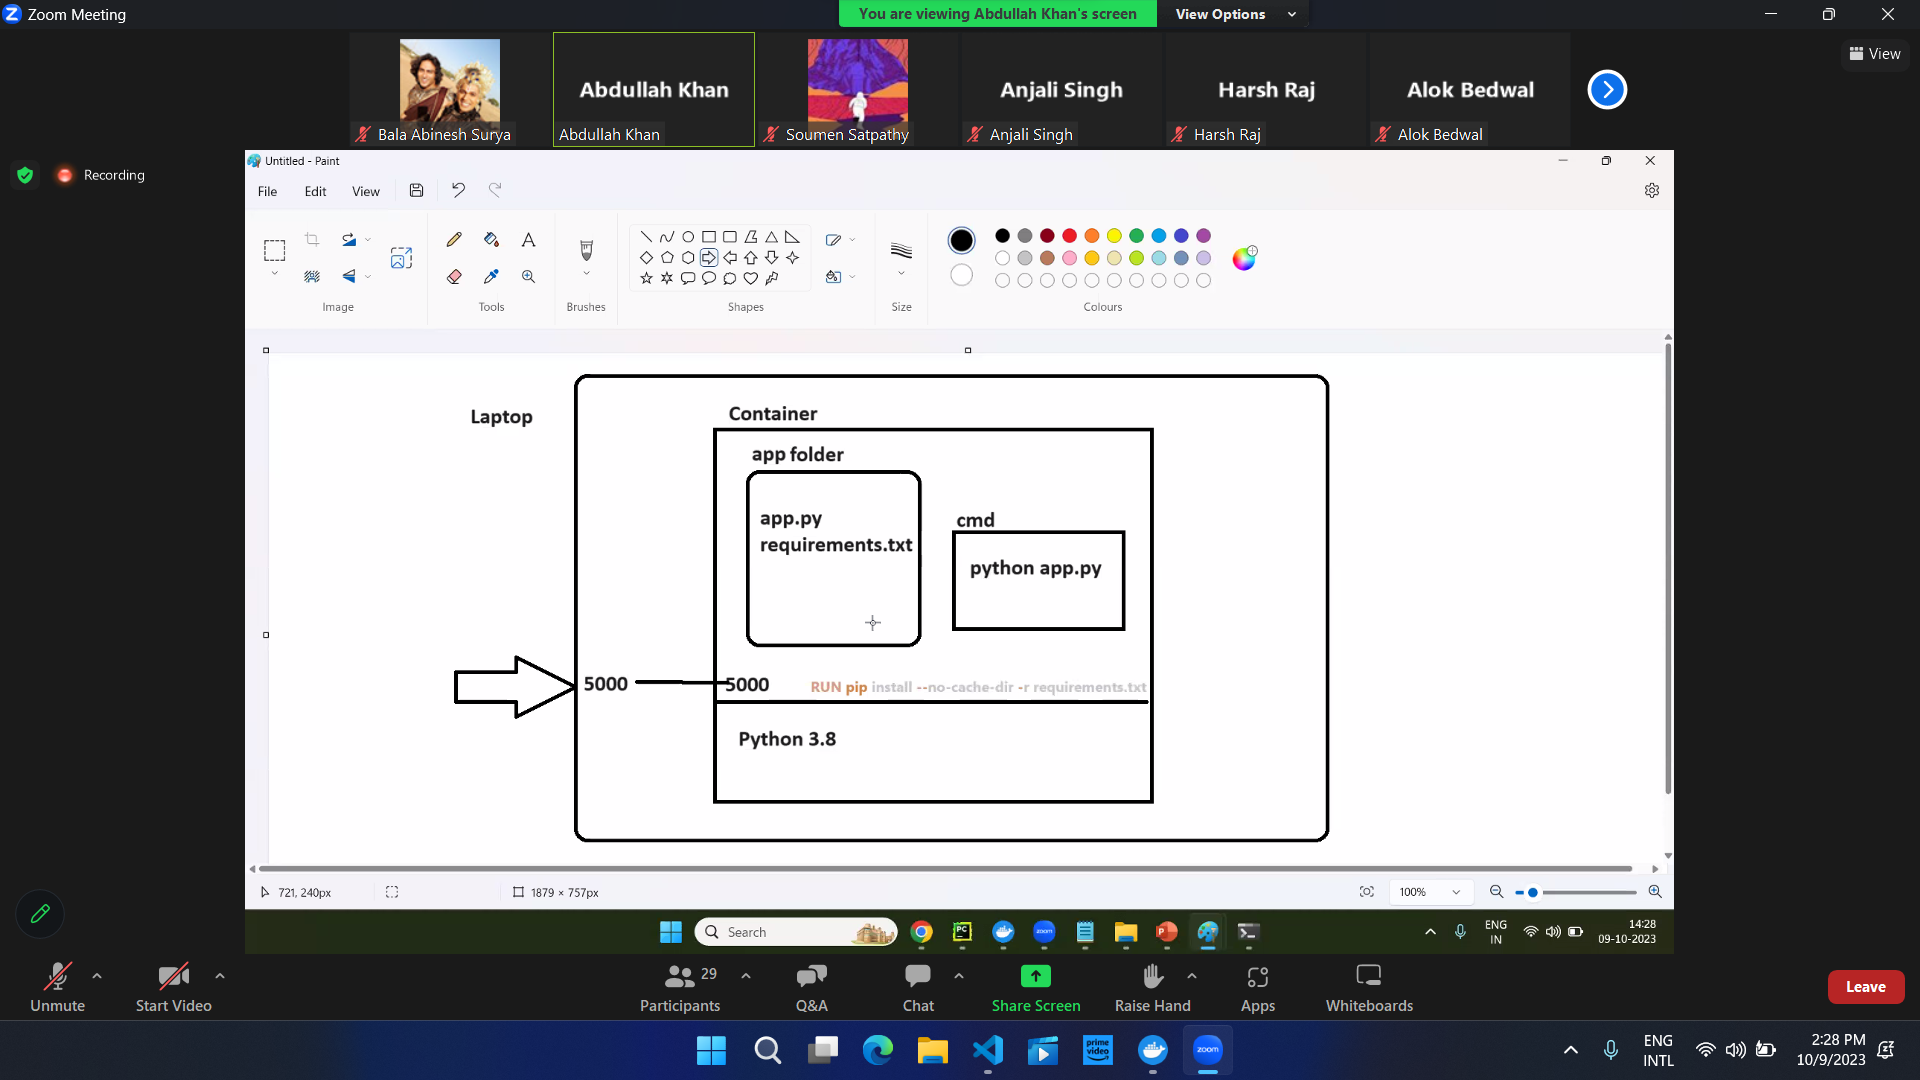 Zoom Meeting
You are viewing Abdullah Khan's screen
View Options
View
Abdullah Khan
Anjali Singh
Harsh Raj
Alok Bedwal
Bala Abinesh Surya
Abdullah Khan
Soumen Satpathy
Anjali Singh
Harsh Raj
Alok Bedwal
Recording
Untitled - Paint
File
Edit
View
Image
Tools
Brushes
Shapes
Size
Colours
Laptop
Container
app folder
app.py
requirements.txt
cmd
python app.py
5000
5000
RUN pip install --no-cache-dir -r requirements.txt
Python 3.8
721, 240px
1879 × 757px
100%
Search
PC
zoom
P
ENG
IN
14:28
09-10-2023
Unmute
Start Video
29
Participants
Q&A
Chat
Share Screen
Raise Hand
Apps
Whiteboards
Leave
prime video
zoom
ENG
INTL
2:28 PM
10/9/2023